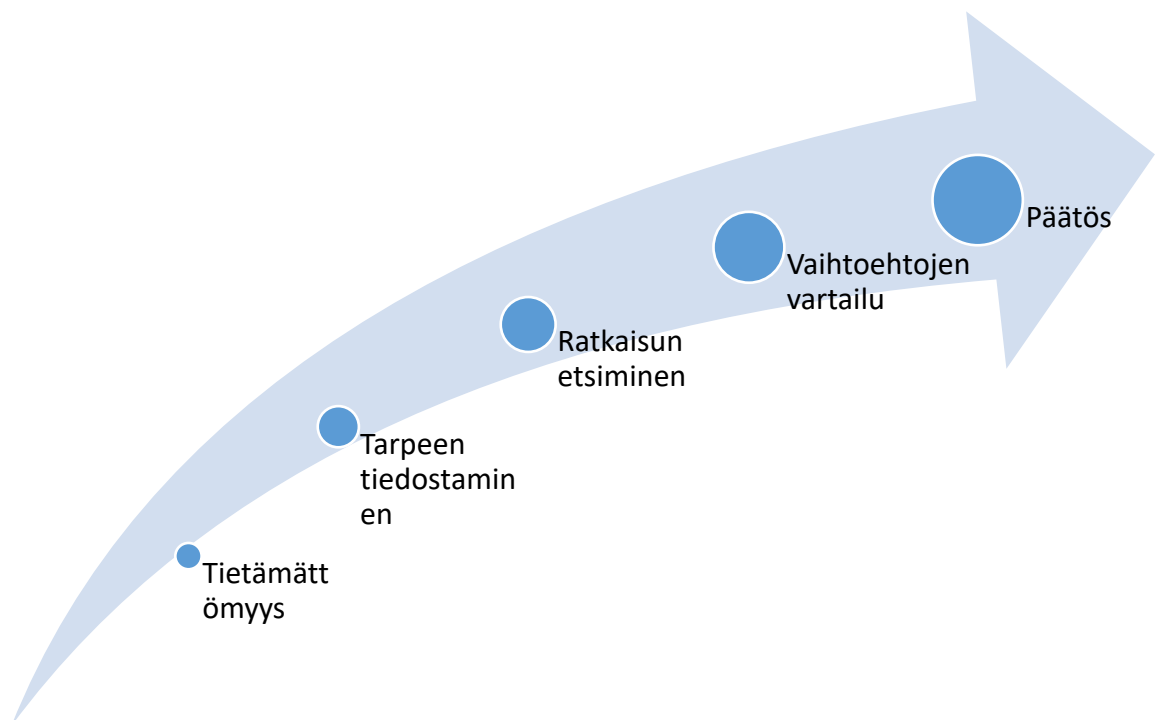 Tietämätt
ömyys
Tarpeen
tiedostamin
en
Ratkaisun
etsiminen
Vaihtoehtojen
vartailu
Päätös